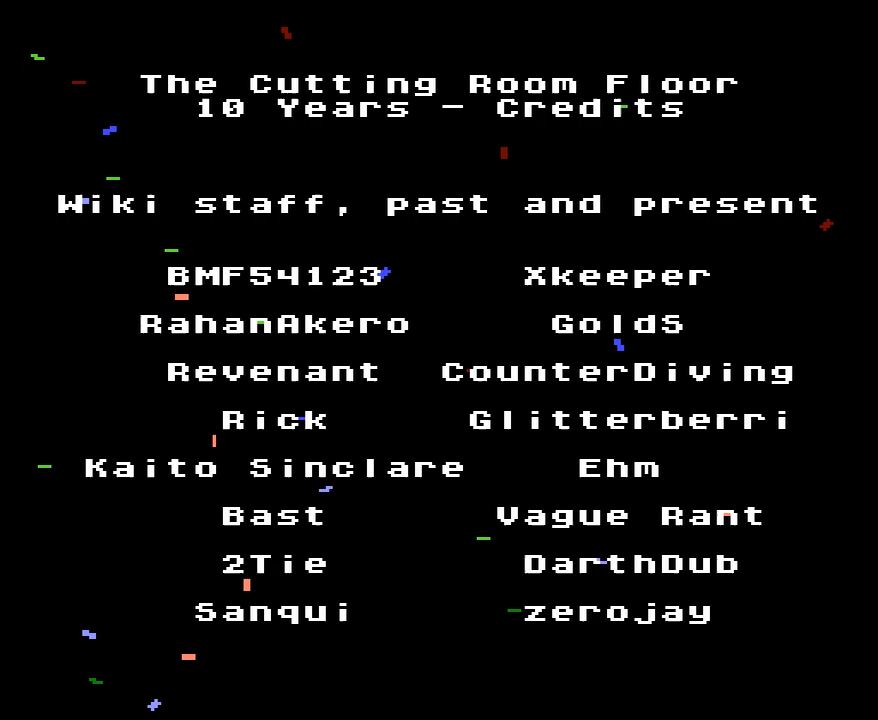 The Cutting Room Floor
10 Years - Credits
Wiki staff, past and present
BMF54123 Xkeeper
RahanAkero GoldS
Revenant CounterDiving
Rick Glitterberri
Kaito Sinclare Ehm
Bast Vague Rant
2Tie DarthDub
Sanqui zerojay